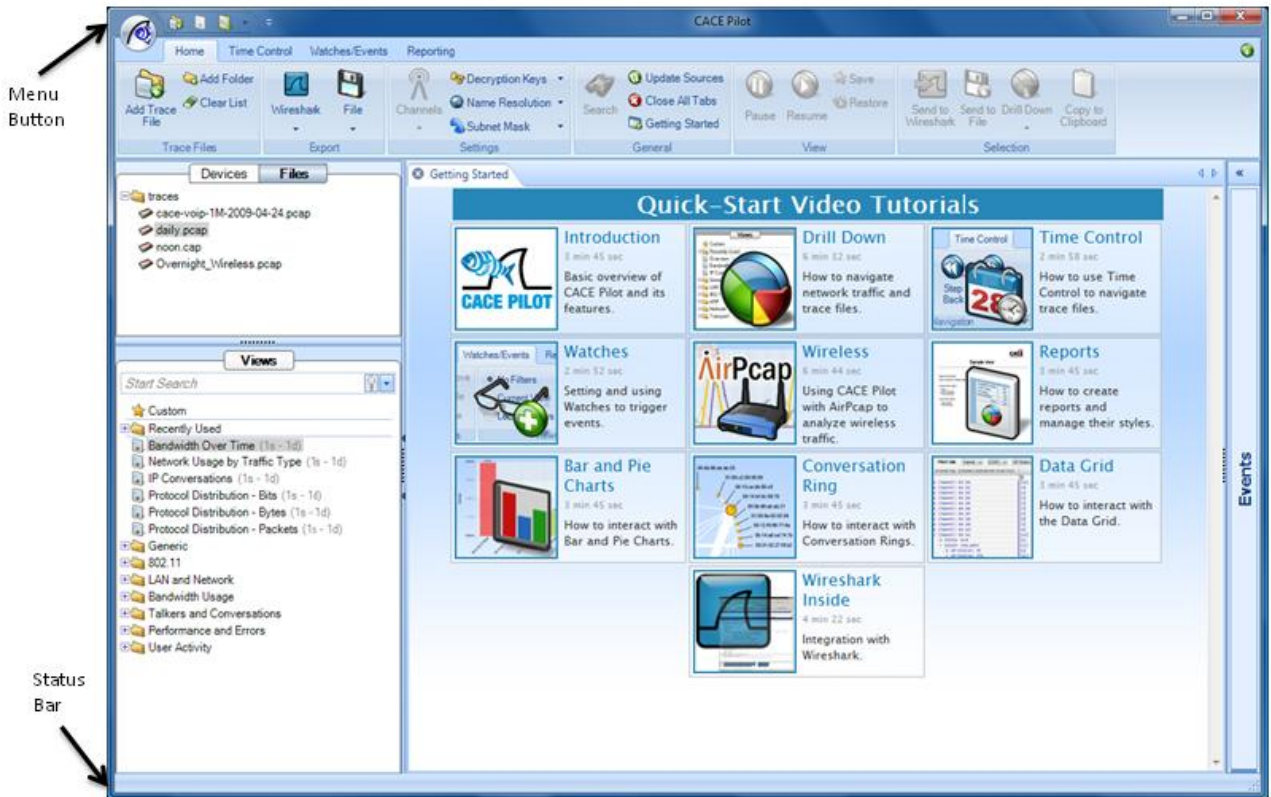 CACE Pilot
Menu
Button
Home Time Control Watches/Events Reporting
Add Trace
File
Add Folder
Clear List
Trace Files
Wireshark File
Export
Channels
Decryption Keys
Name Resolution
Subnet Mask
Settings
Search
Update Sources
Close All Tabs
Getting Started
General
Pause Resume
Save
Restore
View
Send to
Wireshark
Send to
File
Drill Down
Copy to
Clipboard
Selection
Devices Files
traces
cace-voip-1M-2009-04-24.pcap
daily.pcap
noon.cap
Overnight_Wireless.pcap
Views
Start Search
Custom
Recently Used
Bandwidth Over Time (1s - 1d)
Network Usage by Traffic Type (1s - 1d)
IP Conversations (1s - 1d)
Protocol Distribution - Bits (1s - 1d)
Protocol Distribution - Bytes (1s - 1d)
Protocol Distribution - Packets (1s - 1d)
Generic
802.11
LAN and Network
Bandwidth Usage
Talkers and Conversations
Performance and Errors
User Activity
Getting Started
Quick-Start Video Tutorials
CACE PILOT
Introduction
3 min 45 sec
Basic overview of
CACE Pilot and its
features.
Views
Drill Down
6 min 32 sec
How to navigate
network traffic and
trace files.
Time Control
Step
Back
28
Navigation
Time Control
2 min 58 sec
How to use Time
Control to navigate
trace files.
Watches/Events Re
No Filters
Watches
2 min 52 sec
Setting and using
Watches to trigger
events.
AirPcap
Wireless
6 min 44 sec
Using CACE Pilot
with AirPcap to
analyze wireless
traffic.
Reports
3 min 45 sec
How to create
reports and
manage their styles.
Bar and Pie
Charts
3 min 45 sec
How to interact with
Bar and Pie Charts.
Conversation
Ring
3 min 45 sec
How to interact with
Conversation Rings.
Data Grid
3 min 45 sec
How to interact with
the Data Grid.
Wireshark
Inside
4 min 22 sec
Integration with
Wireshark.
Events
Status
Bar